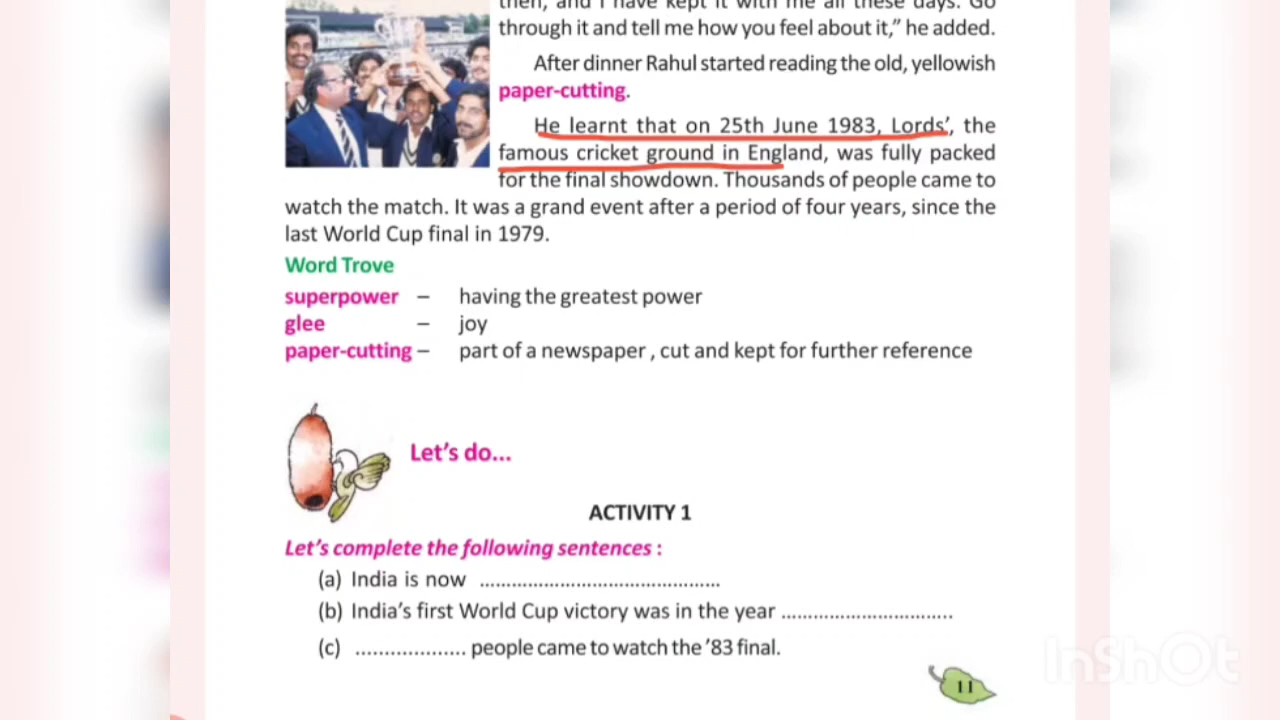 then, and I have kept it with me all these days. Go
through it and tell me how you feel about it,” he added.
After dinner Rahul started reading the old, yellowish
paper-cutting.
He learnt that on 25th June 1983, Lords’, the
famous cricket ground in England, was fully packed
for the final showdown. Thousands of people came to
watch the match. It was a grand event after a period of four years, since the
last World Cup final in 1979.
Word Trove
superpower – having the greatest power
glee – joy
paper-cutting – part of a newspaper , cut and kept for further reference
Let’s do...
ACTIVITY 1
Let’s complete the following sentences :
(a) India is now ..........................................
(b) India’s first World Cup victory was in the year ..............................
(c) ................... people came to watch the ’83 final.
11
InShOt